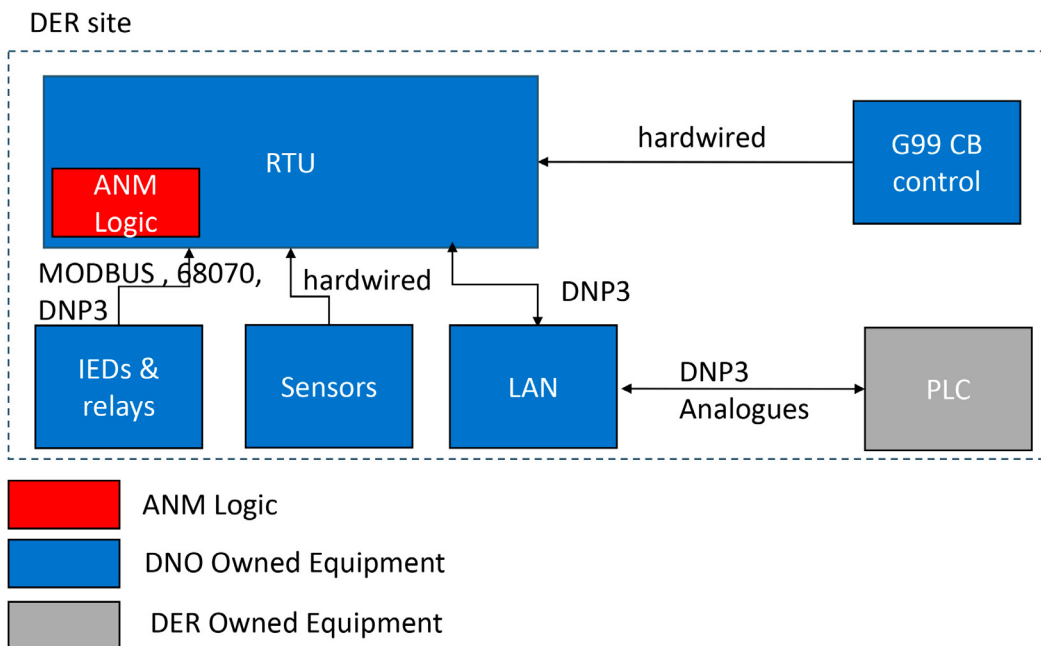 DER site
RTU
ANM
Logic
hardwired
G99 CB
control
MODBUS , 68070,
DNP3
hardwired
DNP3
IEDs &
relays
Sensors
LAN
DNP3
Analogues
PLC
ANM Logic
DNO Owned Equipment
DER Owned Equipment